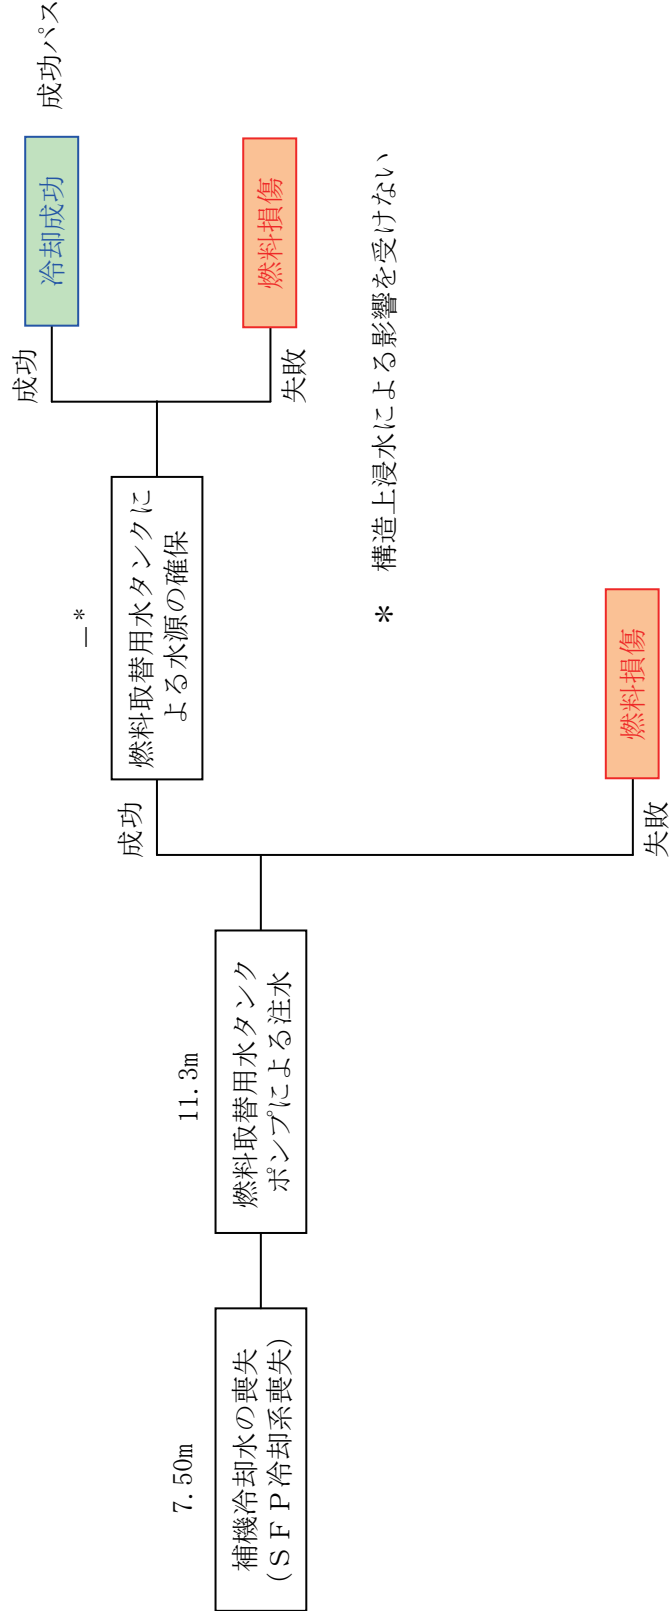 7.50m
補機冷却水の喪失
(ＳＦＰ冷却系喪失)
11.3m
燃料取替用水タンク
ポンプによる注水
成功
失敗
燃料損傷
―*
燃料取替用水タンクに
よる水源の確保
成功
失敗
冷却成功
成功パス
燃料損傷
* 構造上浸水による影響を受けない